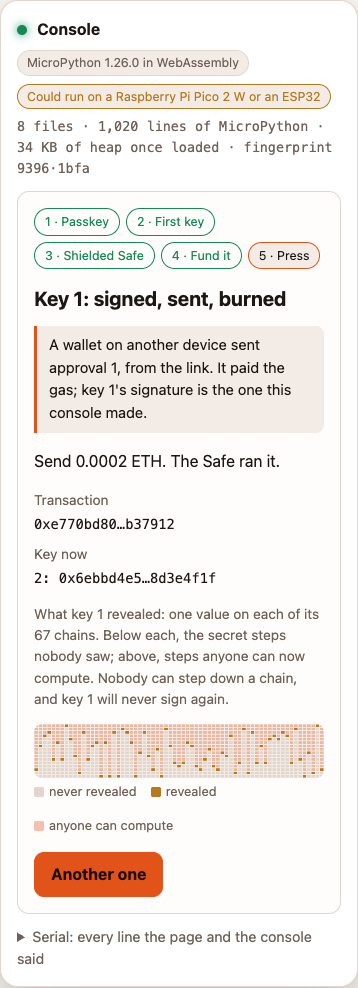 Console
MicroPython 1.26.0 in WebAssembly
Could run on a Raspberry Pi Pico 2 W or an ESP32
8 files · 1,020 lines of MicroPython ·
34 KB of heap once loaded · fingerprint
9396·1bfa
1 · Passkey
2 · First key
3 · Shielded Safe
4 · Fund it
5 · Press
Key 1: signed, sent, burned
A wallet on another device sent
approval 1, from the link. It paid the
gas; key 1's signature is the one this
console made.
Send 0.0002 ETH. The Safe ran it.
Transaction
0xe770bd80…b37912
Key now
2: 0x6ebbd4e5…8d3e4f1f
What key 1 revealed: one value on each of its
67 chains. Below each, the secret steps
nobody saw; above, steps anyone can now
compute. Nobody can step down a chain,
and key 1 will never sign again.
never revealed
revealed
anyone can compute
Another one
Serial: every line the page and the console
said